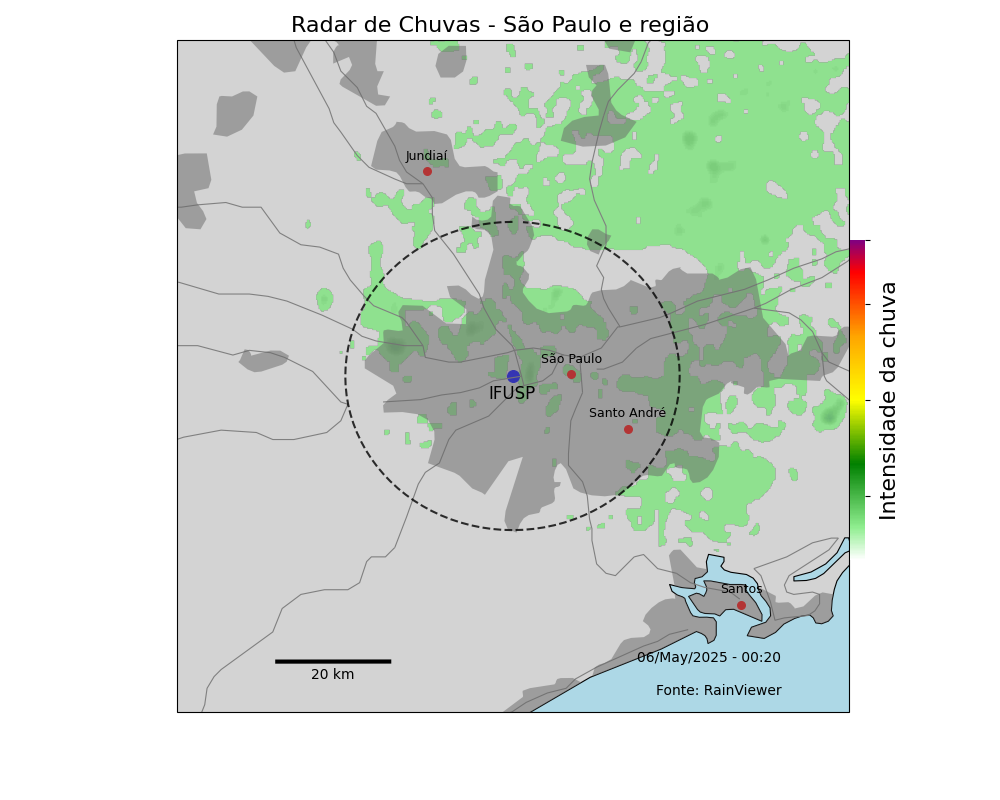 Radar de Chuvas - São Paulo e região
Jundiaí
São Paulo
IFUSP
Santo André
Intensidade da chuva
Santos
06/May/2025 - 00:20
20 km
Fonte: RainViewer